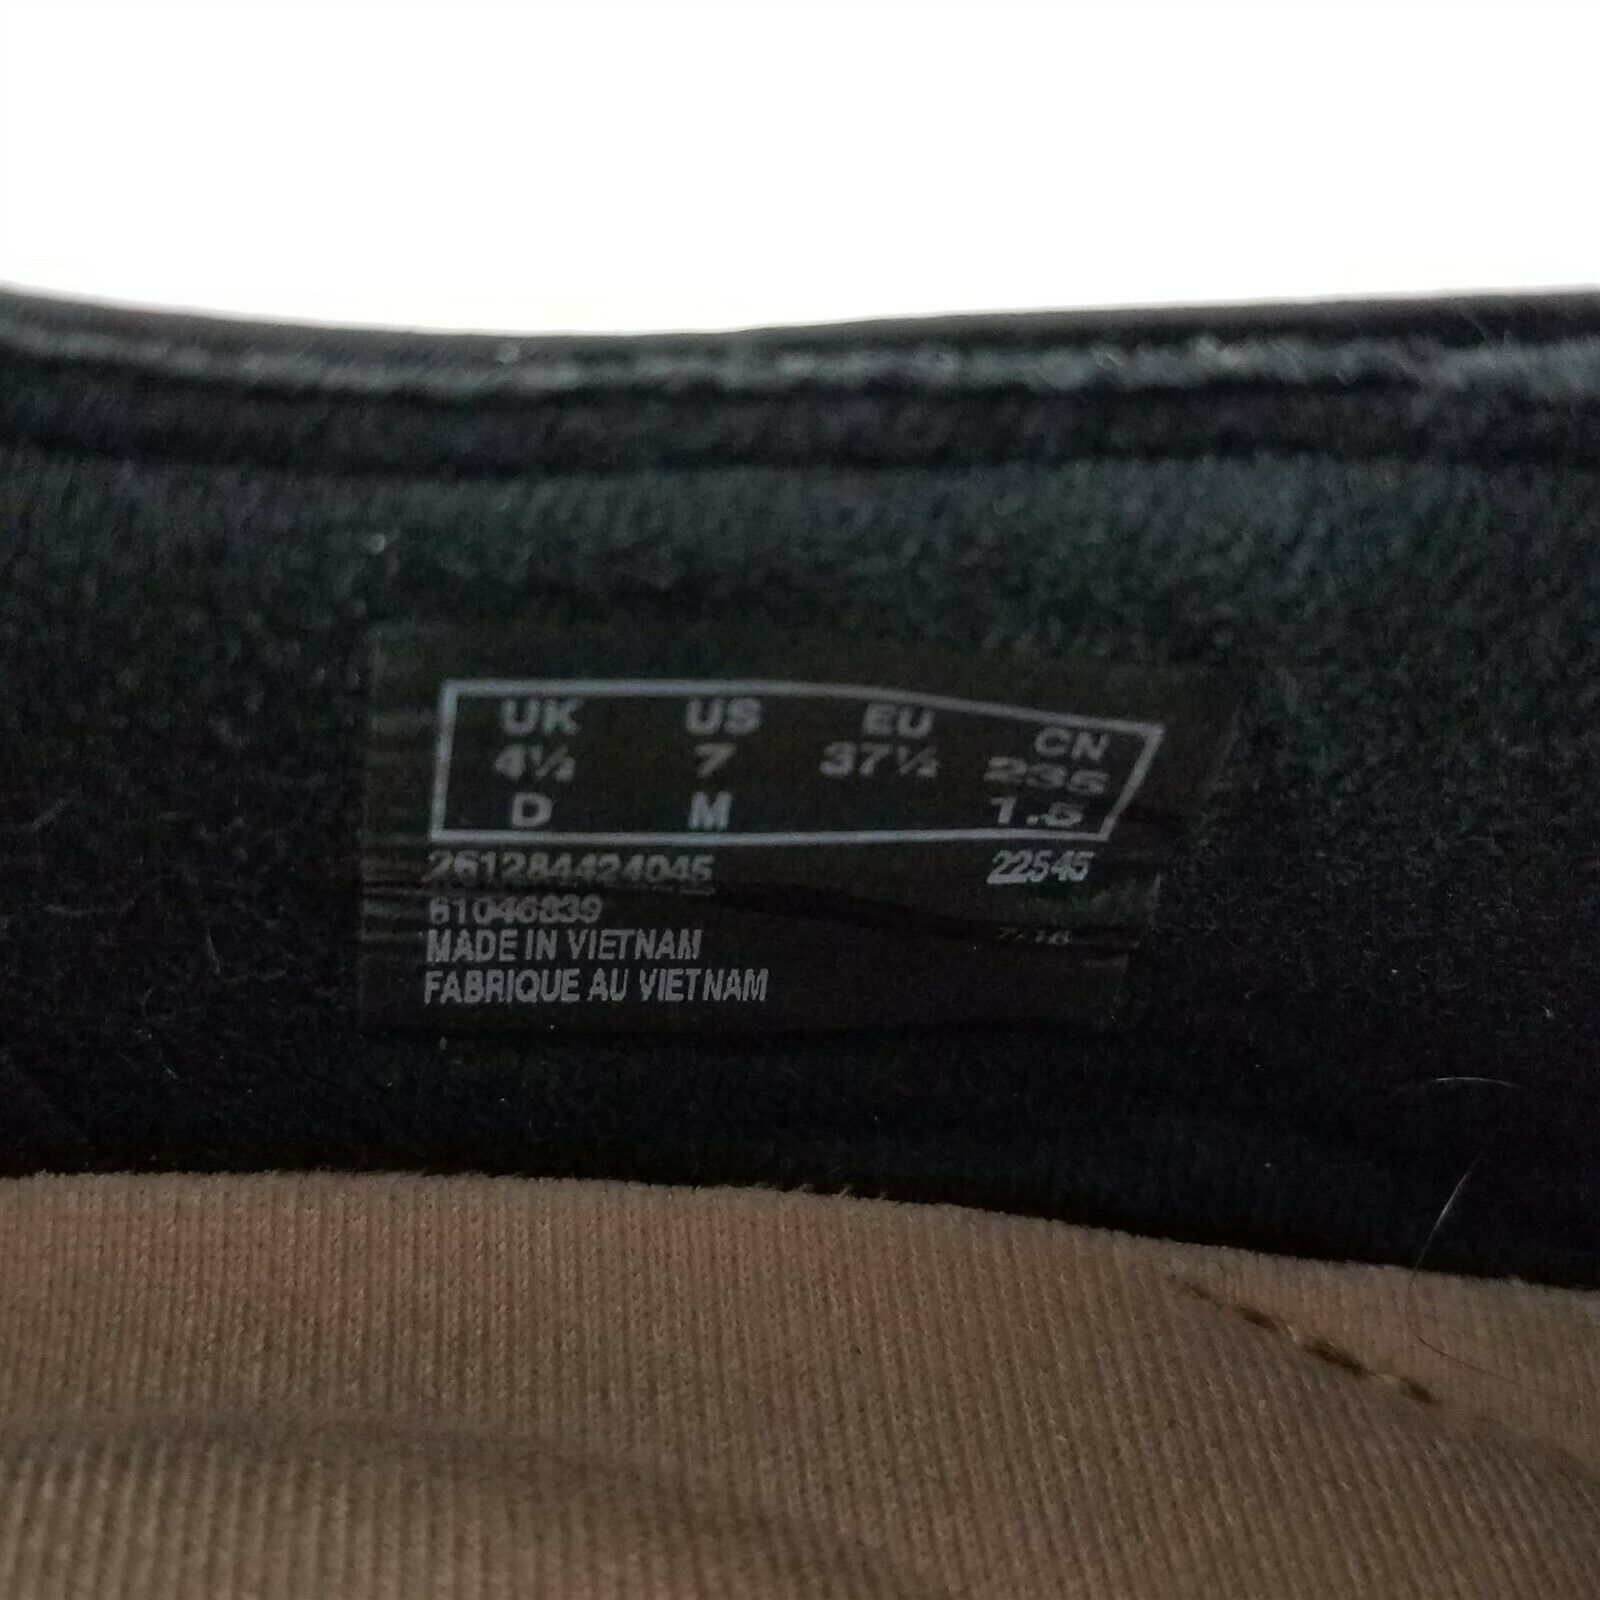 UK US EU CN
4½ 7 37½ 235
D M 1.5
261284424045 22545
61046839
MADE IN VIETNAM
FABRIQUE AU VIETNAM